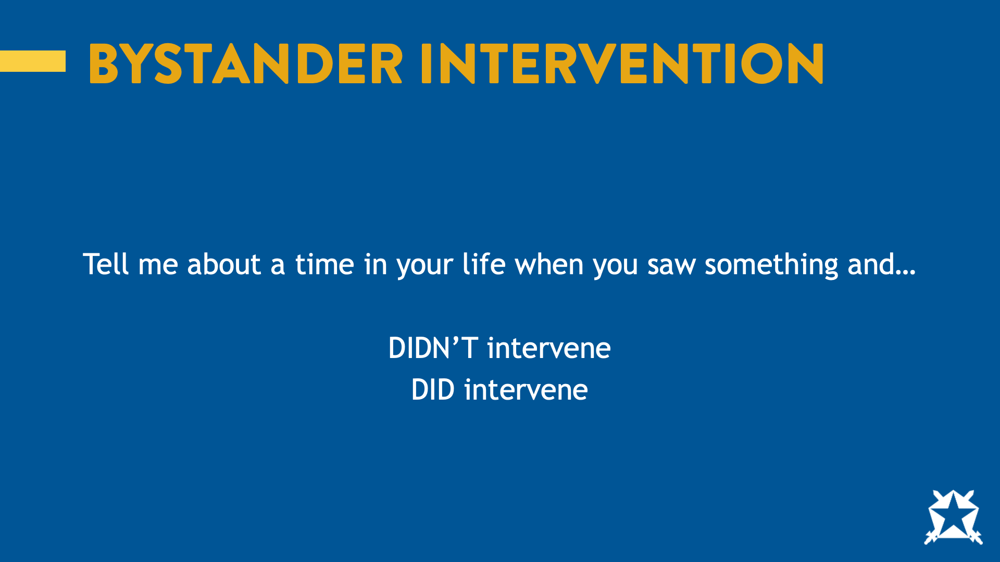 BYSTANDER INTERVENTION
Tell me about a time in your life when you saw something and…
DIDN’T intervene
DID intervene